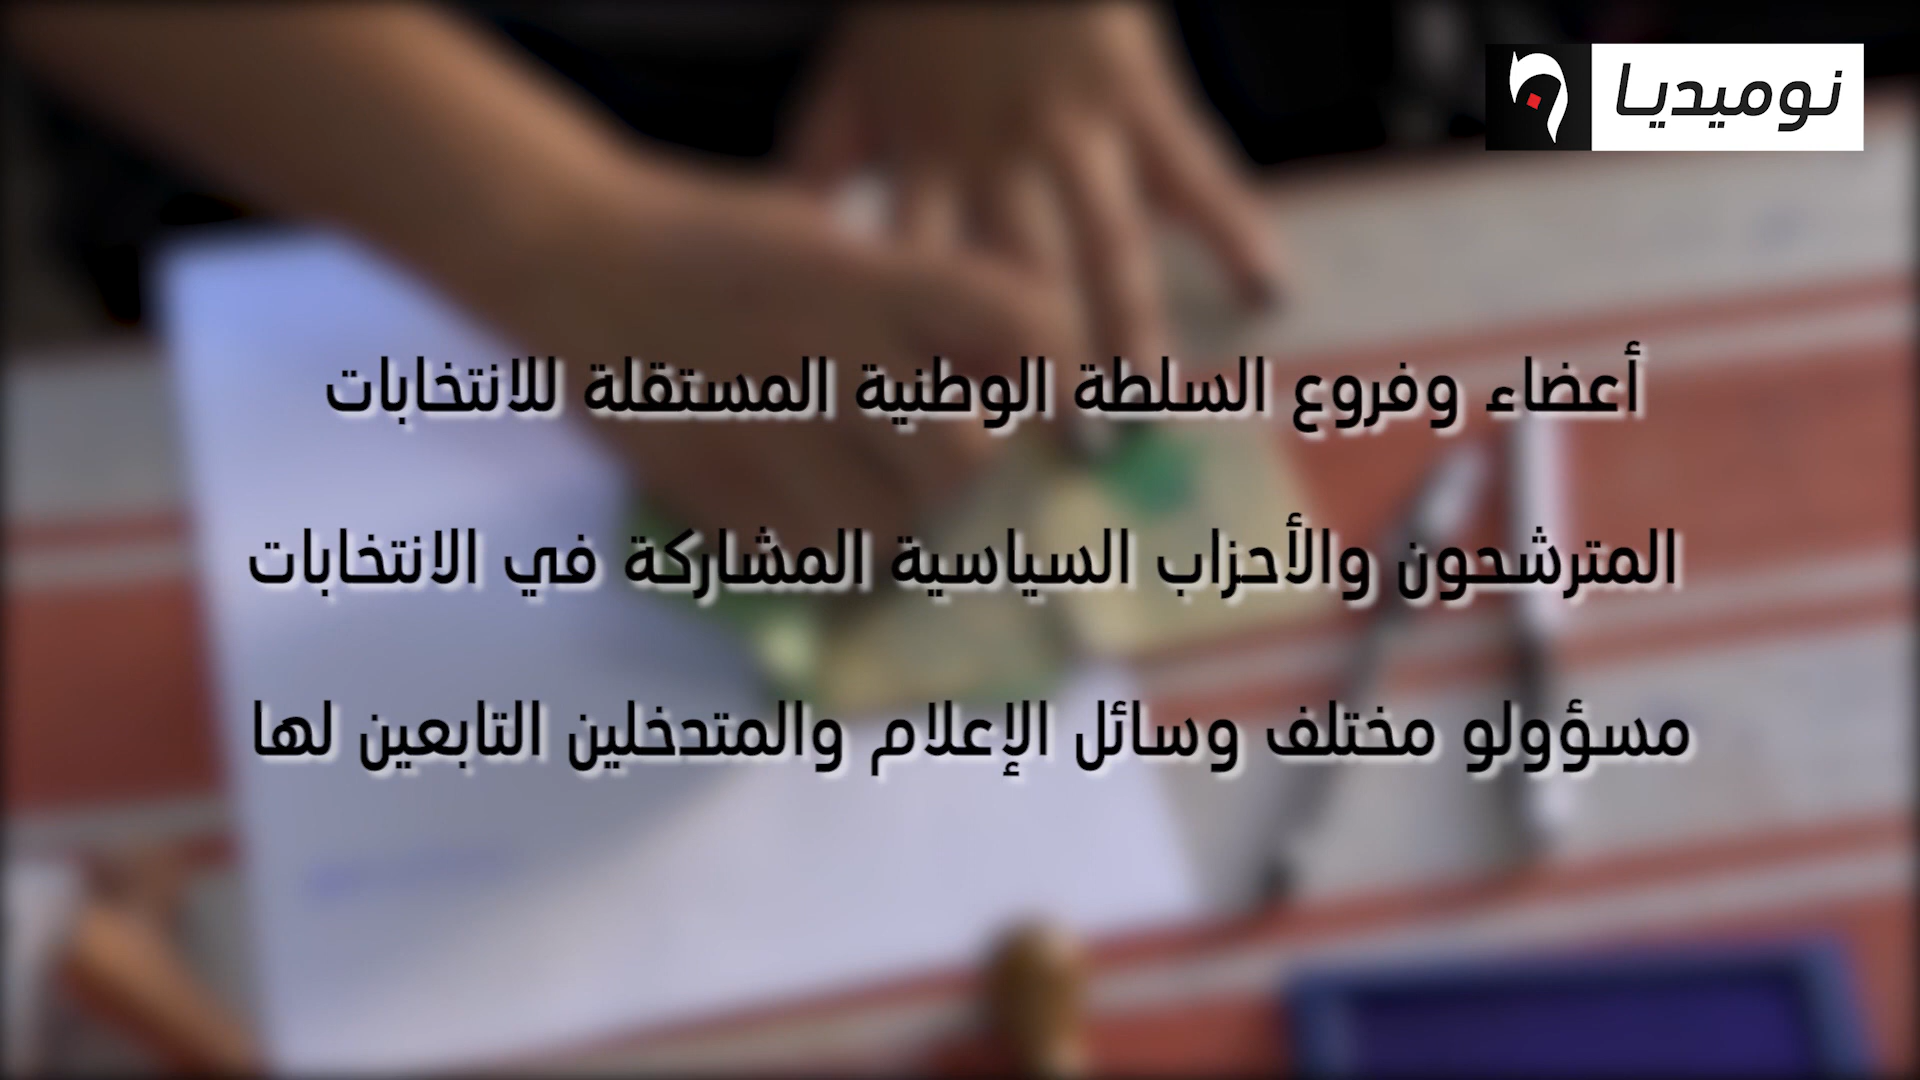 نوميديا
أعضاء وفروع السلطة الوطنية المستقلة للانتخابات
المترشحون والأحزاب السياسية المشاركة في الانتخابات
مسؤولو مختلف وسائل الإعلام والمتدخلين التابعين لها